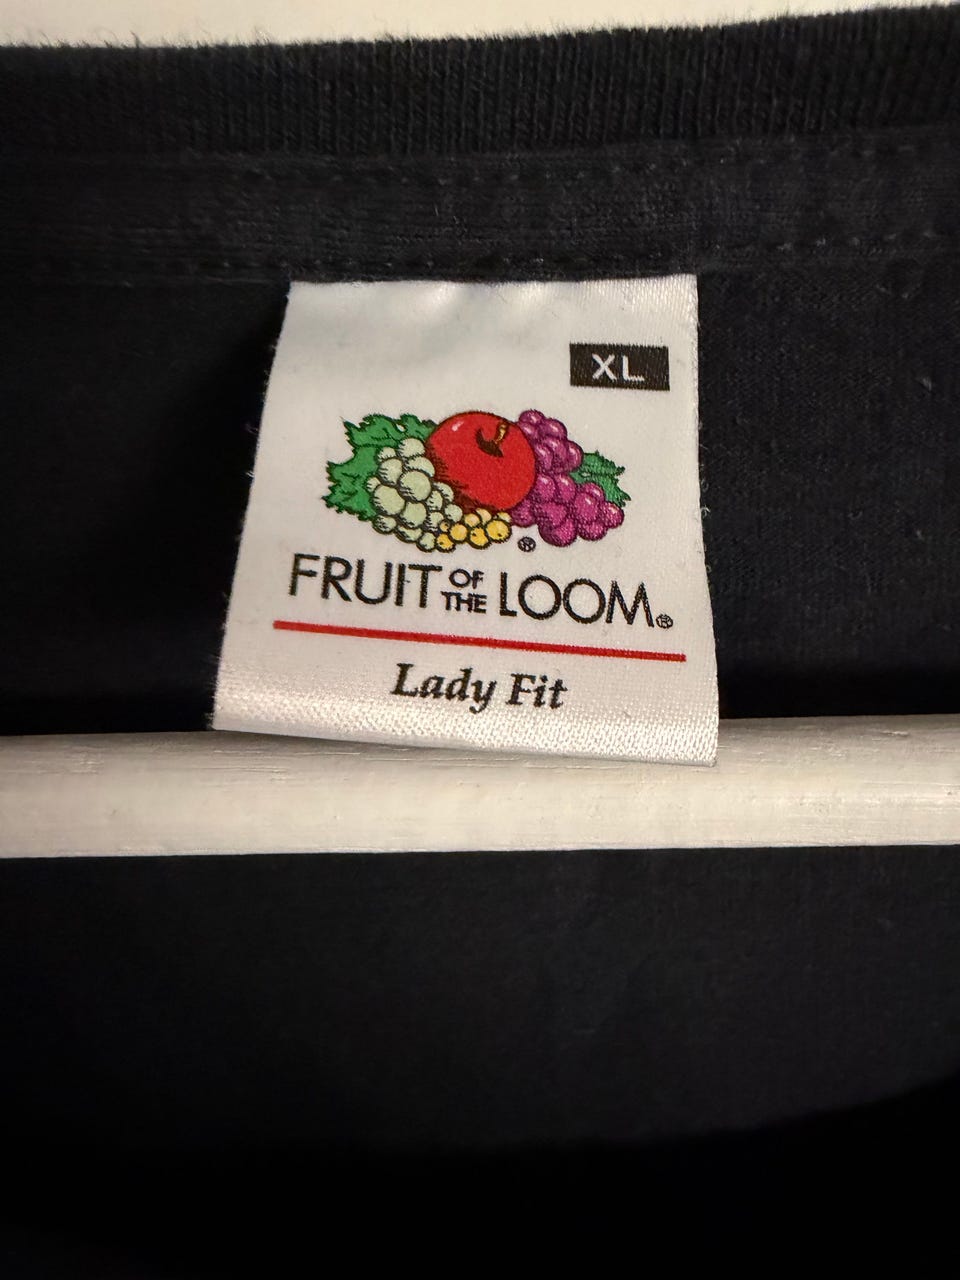 XL
®
FRUIT OF THE LOOM®
Lady Fit